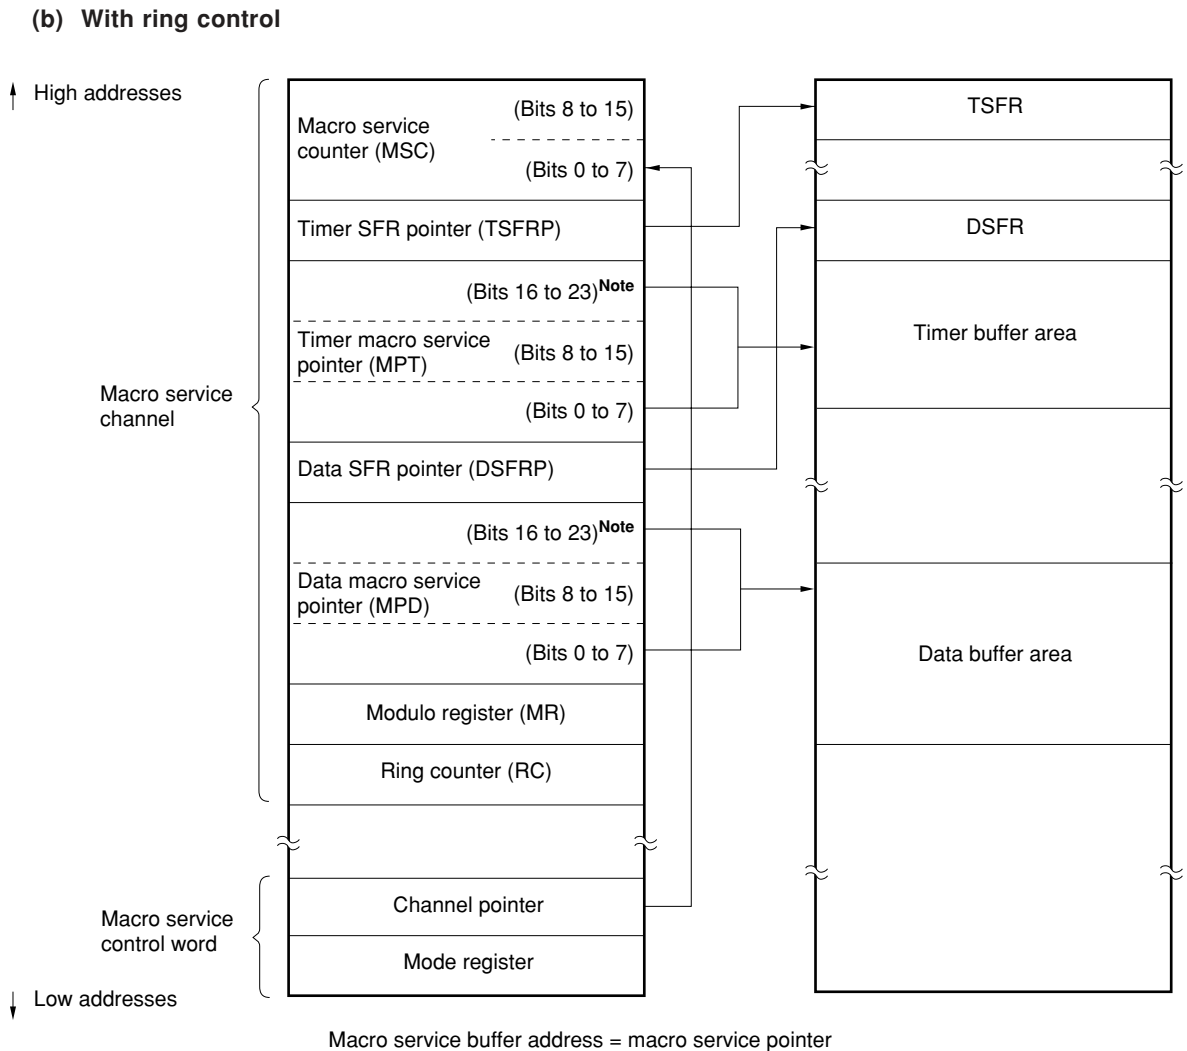 (b) With ring control
High addresses
Macro service
counter (MSC)
(Bits 8 to 15)
(Bits 0 to 7)
Timer SFR pointer (TSFRP)
(Bits 16 to 23)Note
Timer macro service
pointer (MPT)
(Bits 8 to 15)
(Bits 0 to 7)
Data SFR pointer (DSFRP)
(Bits 16 to 23)Note
Data macro service
pointer (MPD)
(Bits 8 to 15)
(Bits 0 to 7)
Modulo register (MR)
Ring counter (RC)
Macro service
channel
Channel pointer
Mode register
Macro service
control word
Low addresses
TSFR
DSFR
Timer buffer area
Data buffer area
Macro service buffer address = macro service pointer